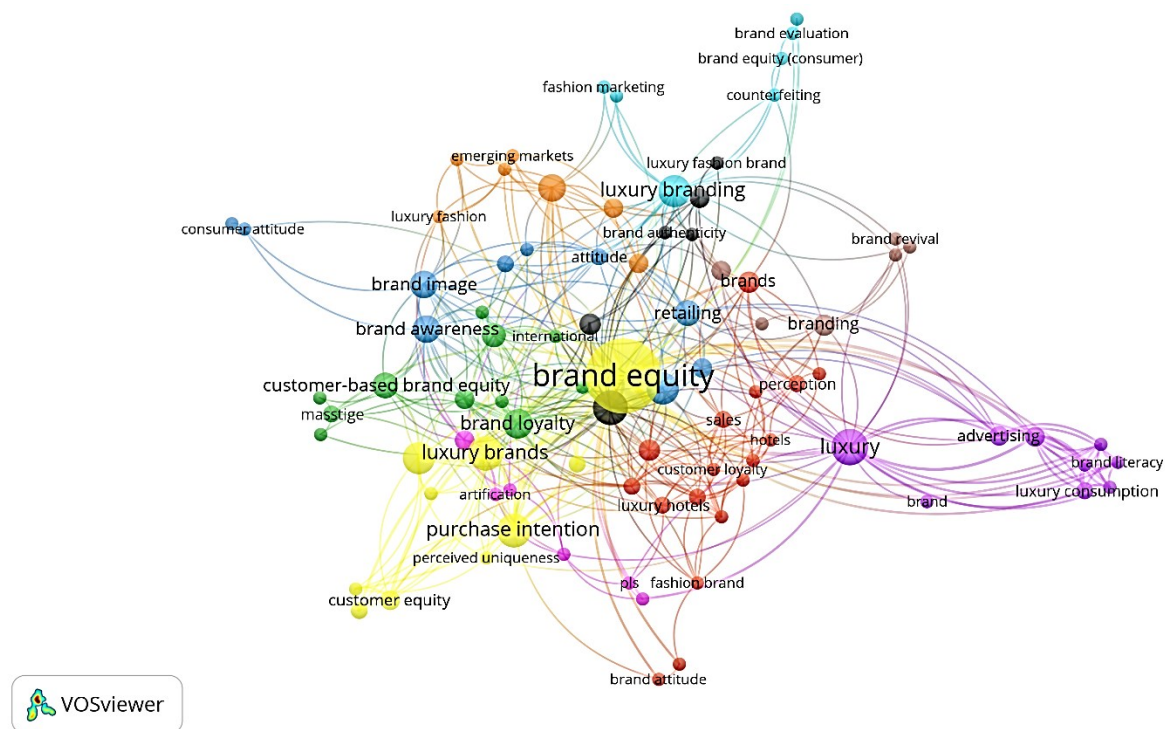 brand evaluation
brand equity (consumer)
fashion marketing
counterfeiting
emerging markets
luxury fashion brand
luxury branding
luxury fashion
consumer attitude
brand authenticity
brand revival
attitude
brands
brand image
retailing
branding
brand awareness
international
brand equity
customer-based brand equity
perception
masstige
brand loyalty
sales
hotels
luxury
advertising
luxury brands
customer loyalty
brand literacy
artification
luxury hotels
brand
luxury consumption
purchase intention
perceived uniqueness
pls
fashion brand
customer equity
brand attitude
VOSviewer